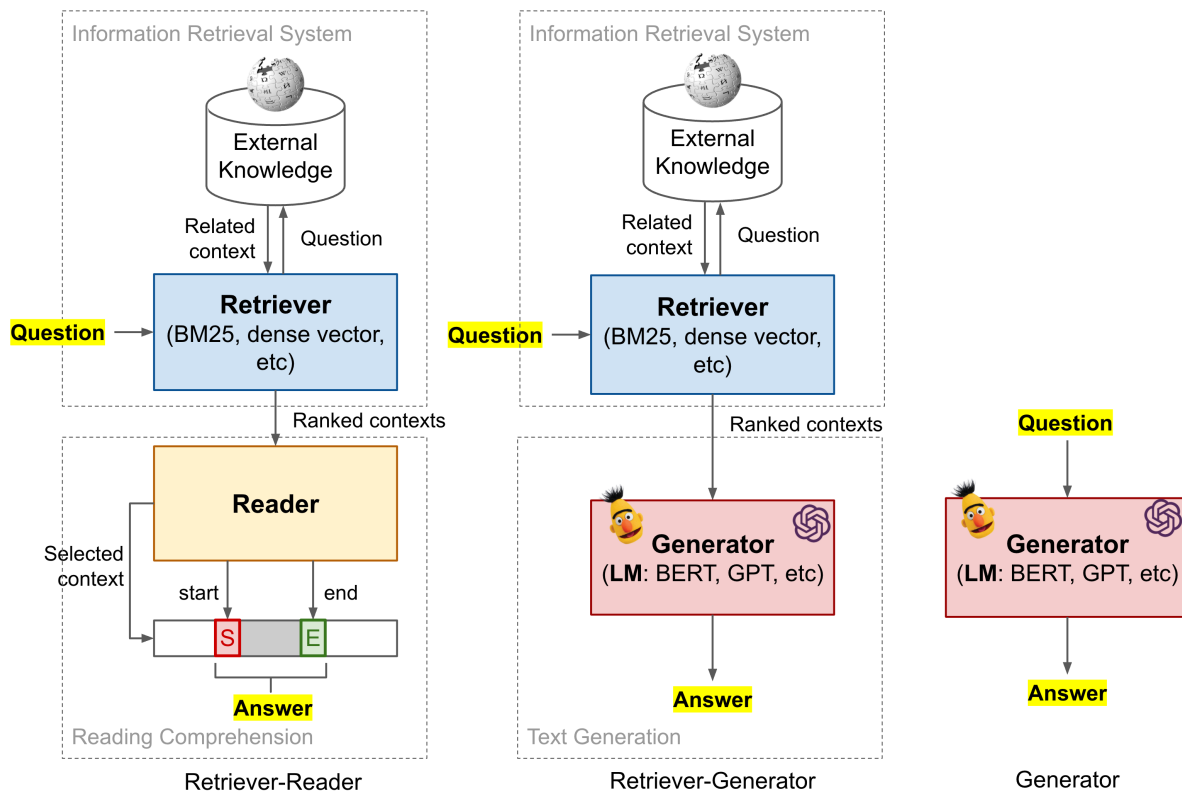 Information Retrieval System
External
Knowledge
Related
context
Question
Question
Retriever
(BM25, dense vector,
etc)
Ranked contexts
Reader
Selected
context
start
end
S
E
Answer
Reading Comprehension
Retriever-Reader
Information Retrieval System
External
Knowledge
Related
context
Question
Question
Retriever
(BM25, dense vector,
etc)
Ranked contexts
Generator
(LM: BERT, GPT, etc)
Answer
Text Generation
Retriever-Generator
Question
Generator
(LM: BERT, GPT, etc)
Answer
Generator